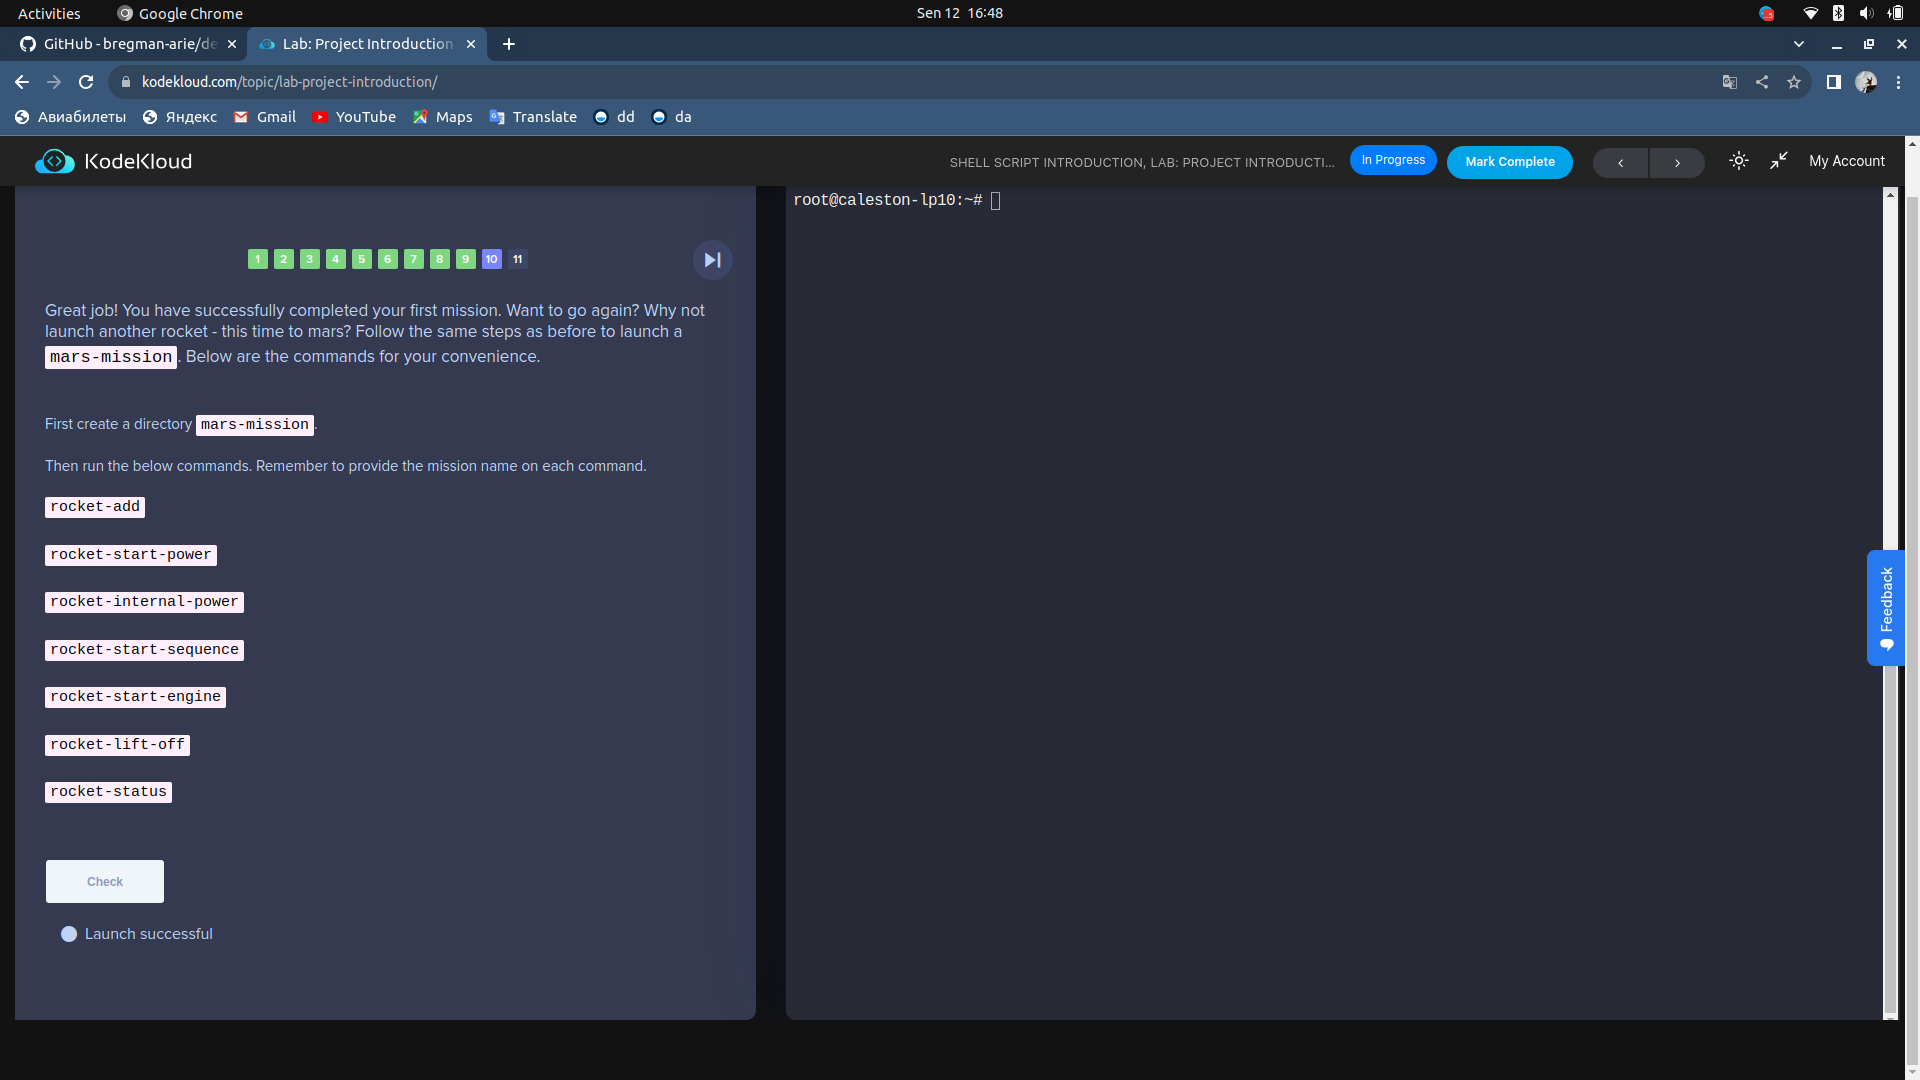 Activities
Google Chrome
Sen 12 16:48
GitHub - bregman-arie/de
Lab: Project Introduction
kodekloud.com/topic/lab-project-introduction/
Авиабилеты
Яндекс
Gmail
YouTube
Maps
Translate
dd
da
KodeKloud
SHELL SCRIPT INTRODUCTION, LAB: PROJECT INTRODUCTI...
In Progress
Mark Complete
My Account
1 2 3 4 5 6 7 8 9 10 11
Great job! You have successfully completed your first mission. Want to go again? Why not
launch another rocket - this time to mars? Follow the same steps as before to launch a
mars-mission. Below are the commands for your convenience.
First create a directory mars-mission.
Then run the below commands. Remember to provide the mission name on each command.
rocket-add
rocket-start-power
rocket-internal-power
rocket-start-sequence
rocket-start-engine
rocket-lift-off
rocket-status
Check
Launch successful
root@caleston-lp10:~#
Feedback